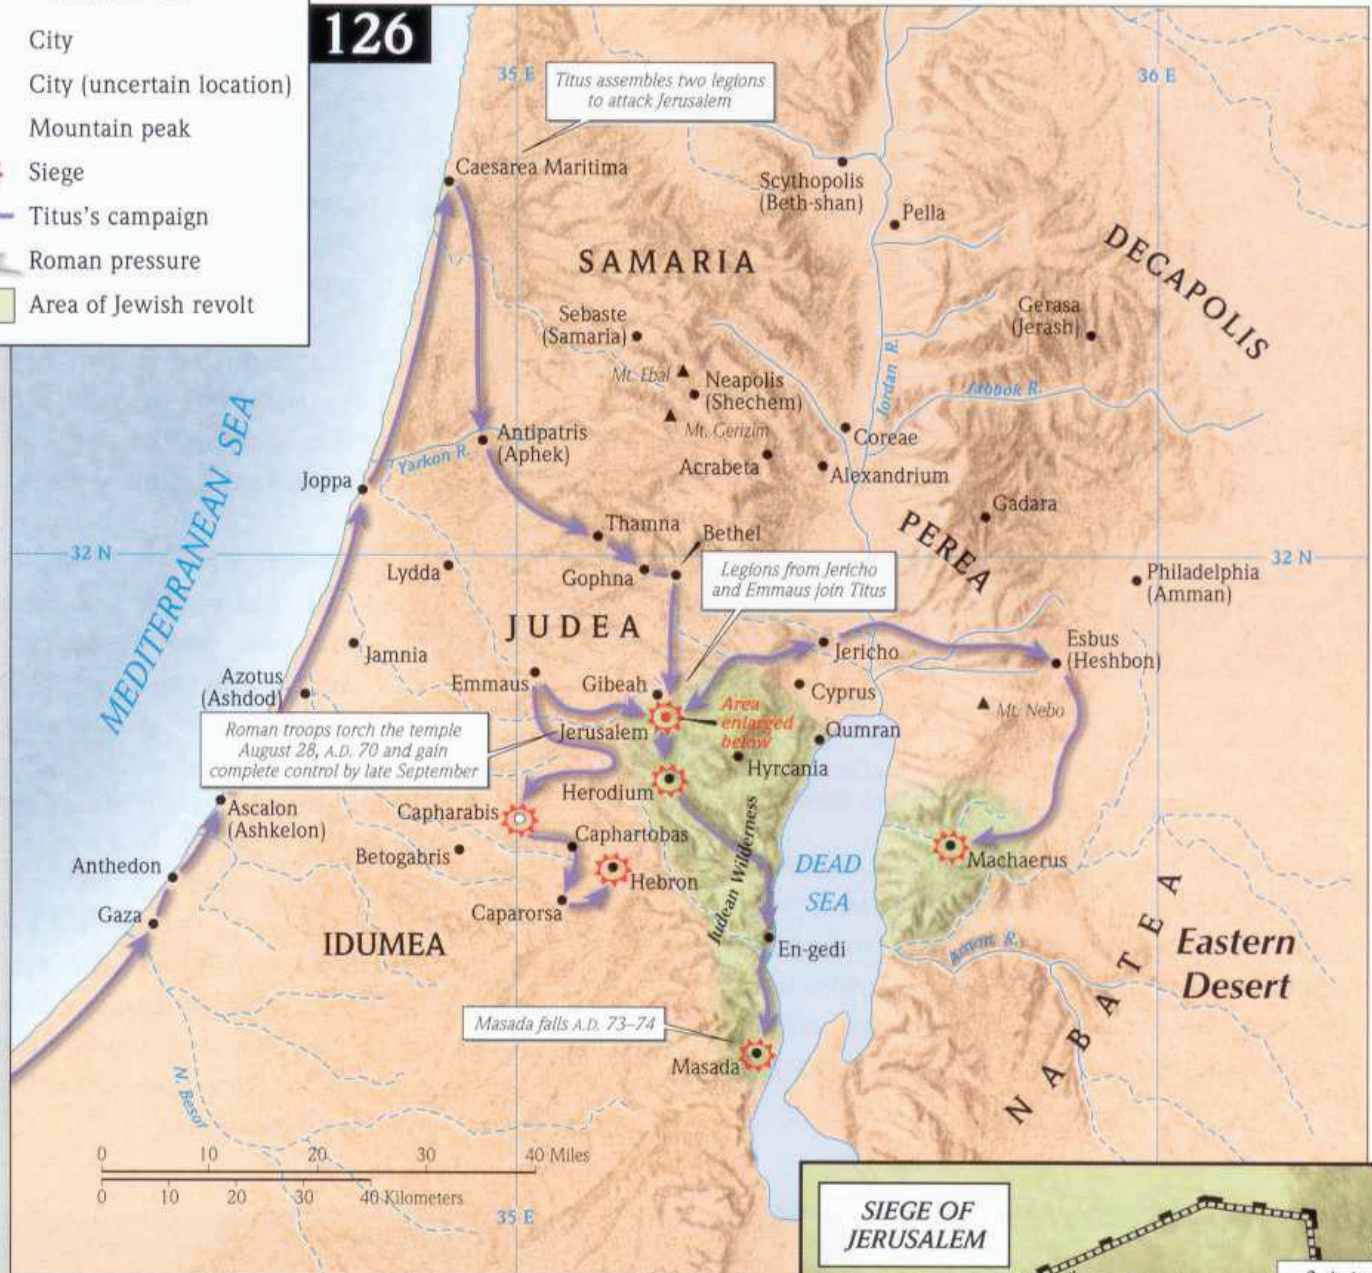 City
City (uncertain location)
Mountain peak
Siege
Titus's campaign
Roman pressure
Area of Jewish revolt
126
35 E
36 E
Titus assembles two legions
to attack Jerusalem
Caesarea Maritima
Scythopolis
(Beth-shan)
Pella
DECAPOLIS
SAMARIA
Sebaste
(Samaria)
Gerasa
(Jerash)
Mt. Ebal
Neapolis
(Shechem)
Mt. Gerizim
Jordan R.
Jabbok R.
MEDITERRANEAN SEA
Antipatris
(Aphek)
Yarkon R.
Coreae
Acrabeta
Alexandrium
Joppa
Gadara
Thamna
Bethel
PEREA
32 N
32 N
Lydda
Gophna
Legions from Jericho
and Emmaus join Titus
Philadelphia
(Amman)
JUDEA
Jamnia
Jericho
Esbus
(Heshbon)
Azotus
(Ashdod)
Emmaus
Gibeah
Cyprus
Mt. Nebo
Area
enlarged
below
Roman troops torch the temple
August 28, A.D. 70 and gain
complete control by late September
Jerusalem
Qumran
Hyrcania
Herodium
Ascalon
(Ashkelon)
Capharabis
Caphartobas
Judean Wilderness
DEAD
SEA
Machaerus
Anthedon
Betogabris
Hebron
Gaza
Caparorsa
IDUMEA
En-gedi
Arnon R.
NABATEA
Eastern
Desert
Masada falls A.D. 73–74
Masada
N. Besor
0 10 20 30 40 Miles
0 10 20 30 40 Kilometers
35 E
SIEGE OF
JERUSALEM